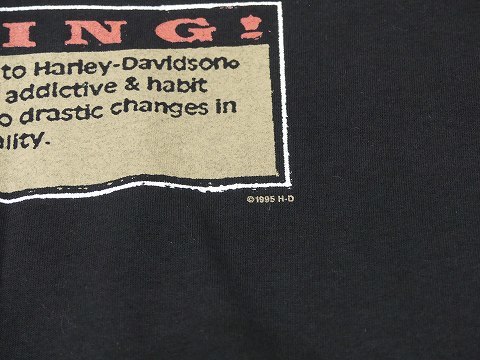 ING!
to Harley-Davidson®
addictive & habit
o drastic changes in
ality.
©1995 H-D